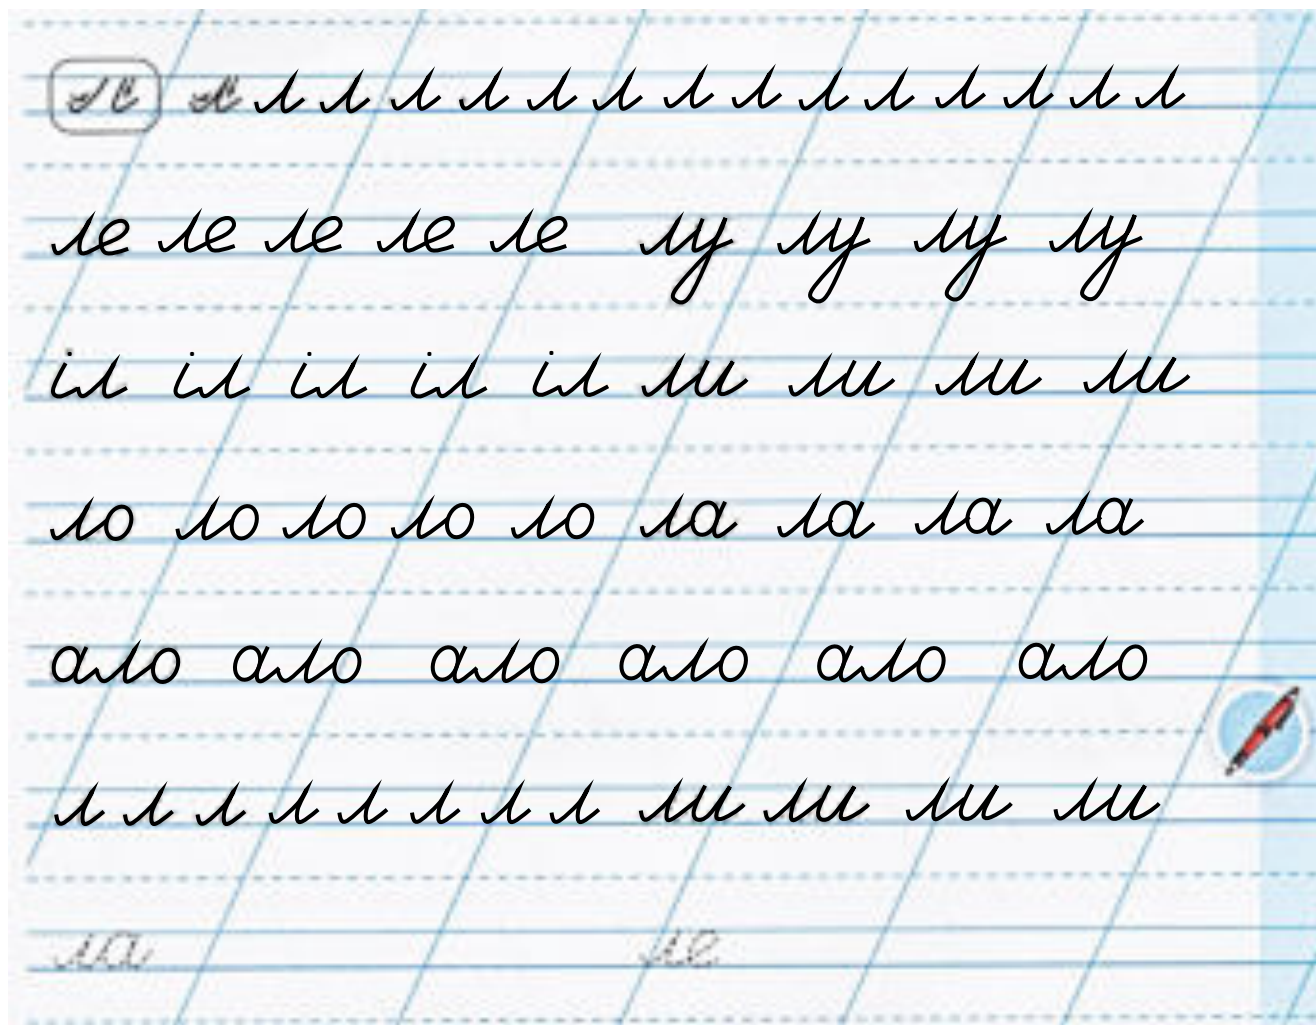 л л л л л л л л л л л л л л л
ле ле ле ле ле лу лу лу лу
іл іл іл іл іл ли ли ли ли
ло ло ло ло ло ла ла ла ла
ало ало ало ало ало ало
л л л л л л л л ли ли ли ли
ла ле